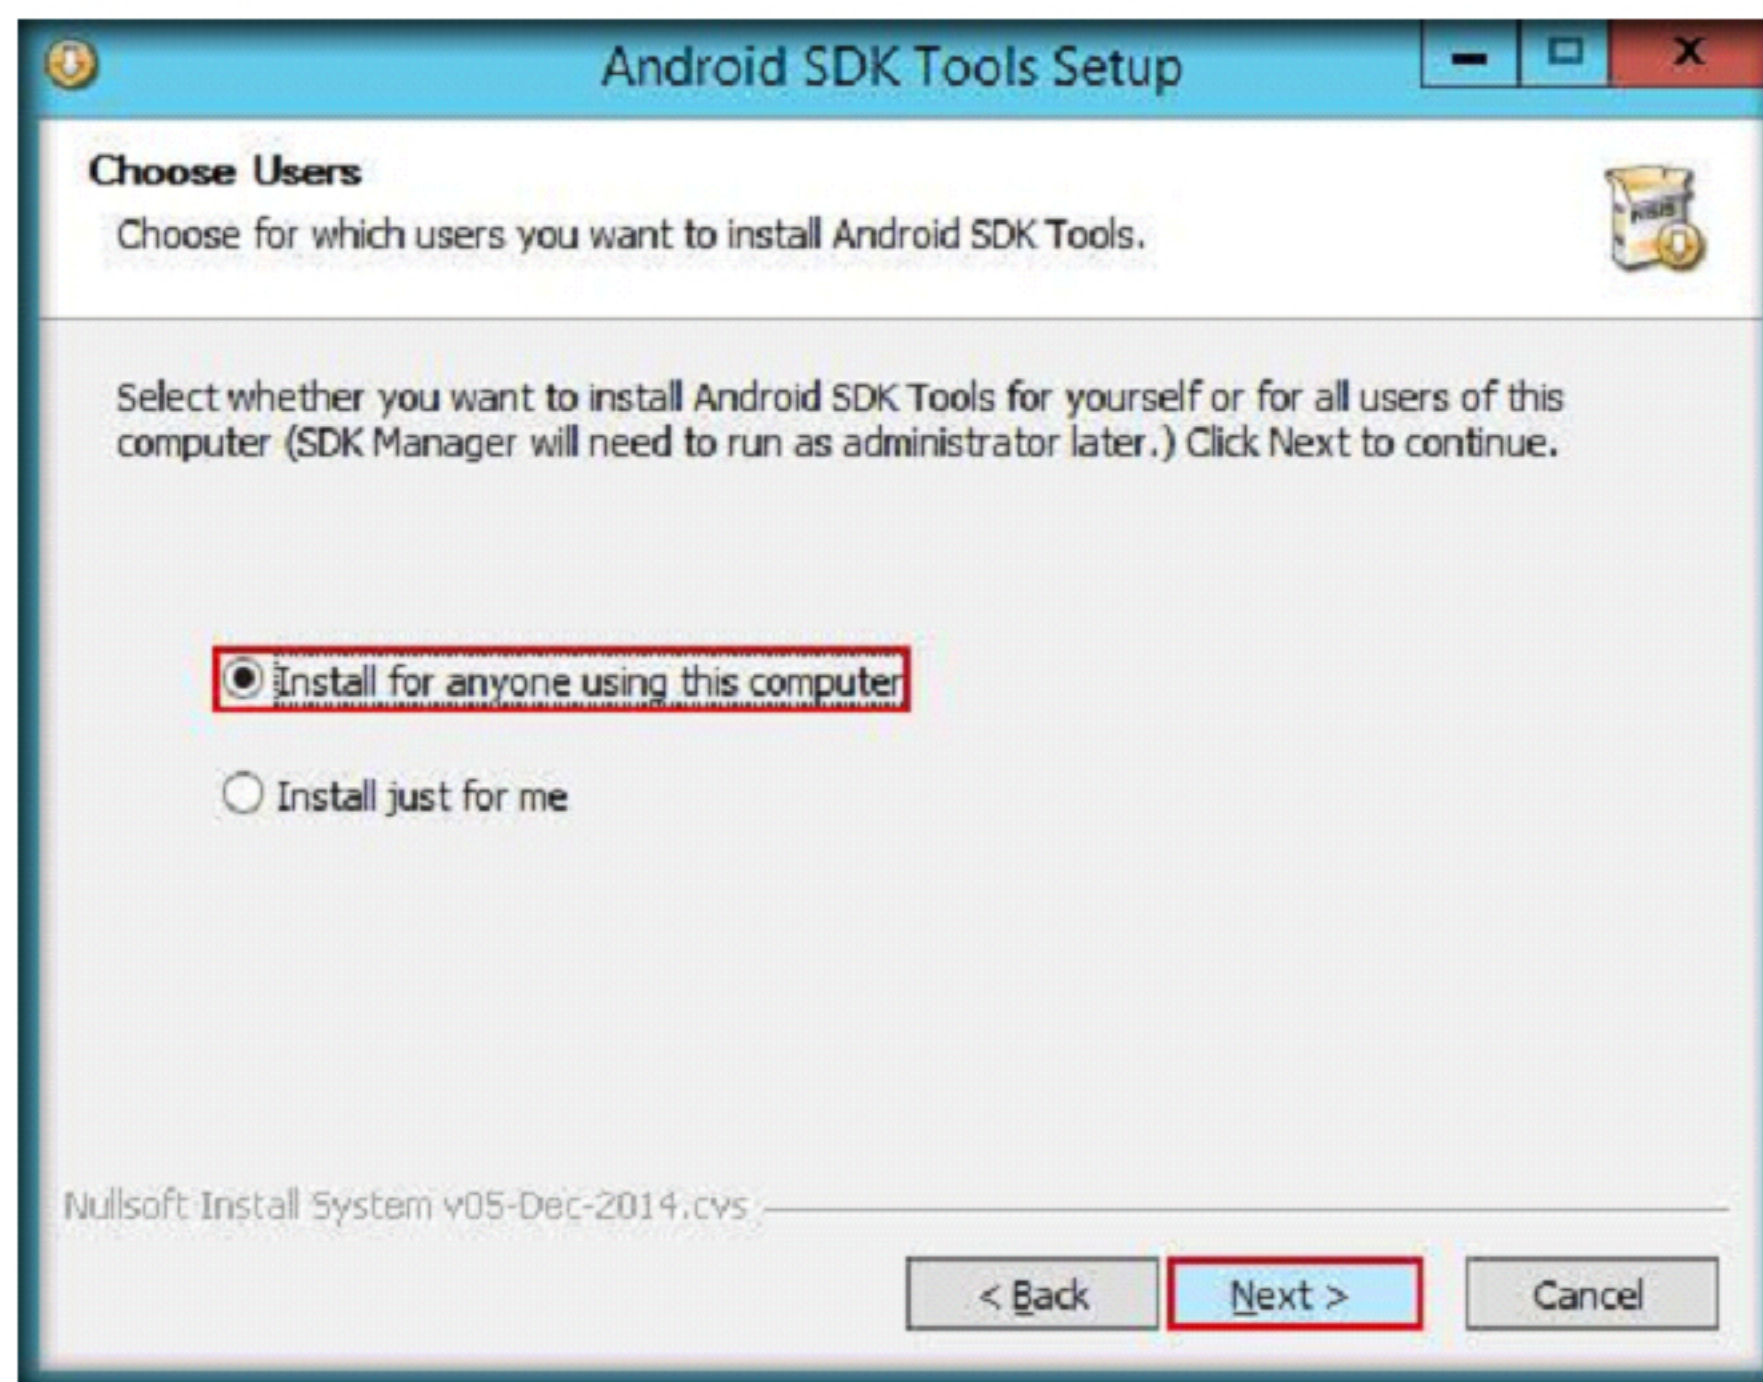 Android SDK Tools Setup
Choose Users
Choose for which users you want to install Android SDK Tools.
NSIS
Select whether you want to install Android SDK Tools for yourself or for all users of this
computer (SDK Manager will need to run as administrator later.) Click Next to continue.
Install for anyone using this computer
Install just for me
Nullsoft Install System v05-Dec-2014.cvs
< Back
Next >
Cancel